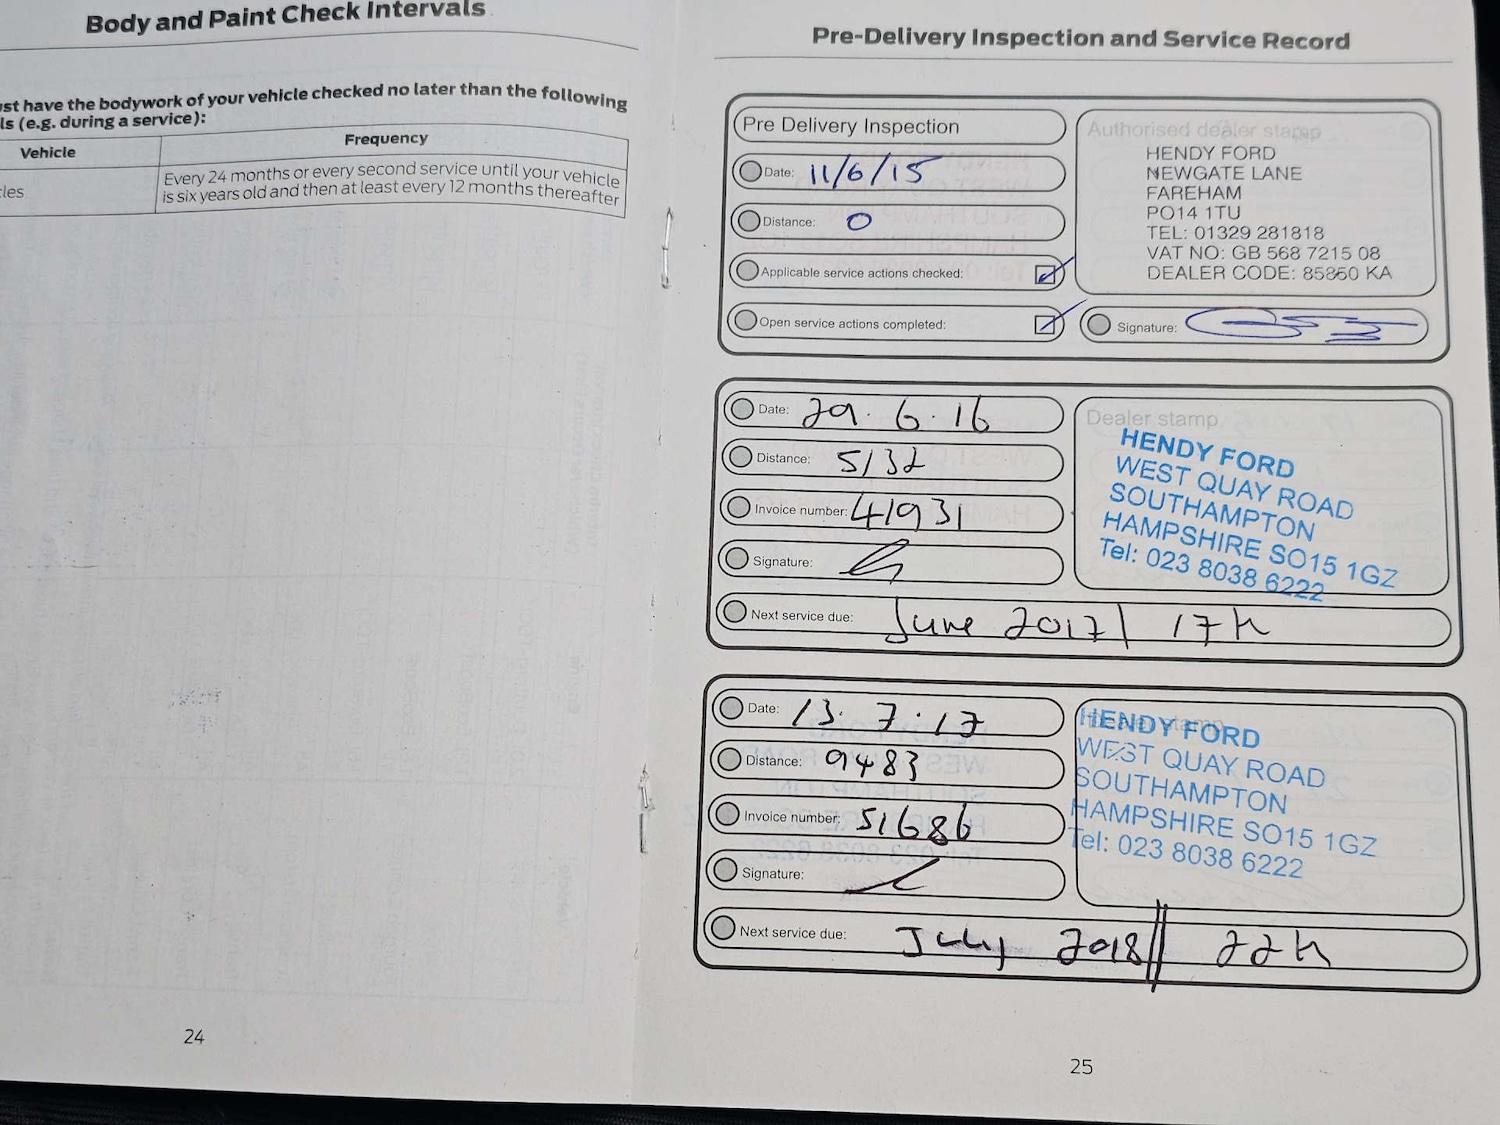 Body and Paint Check Intervals
ust have the bodywork of your vehicle checked no later than the following
ls (e.g. during a service):
Vehicle
Frequency
cles
Every 24 months or every second service until your vehicle
is six years old and then at least every 12 months thereafter
24
Pre-Delivery Inspection and Service Record
Pre Delivery Inspection
Date: 11/6/15
Distance: 0
Applicable service actions checked:
Open service actions completed:
Authorised dealer stamp
HENDY FORD
NEWGATE LANE
FAREHAM
PO14 1TU
TEL: 01329 281818
VAT NO: GB 568 7215 08
DEALER CODE: 85850 KA
Signature:
Date: 29.6.16
Distance: 5132
Invoice number: 41931
Signature:
Next service due: June 2017 | 17k
Dealer stamp
HENDY FORD
WEST QUAY ROAD
SOUTHAMPTON
HAMPSHIRE SO15 1GZ
Tel: 023 8038 6222
Date: 13.7.17
Distance: 9483
Invoice number: 51686
Signature:
Next service due: July 2018 || 22k
Dealer stamp
HENDY FORD
WEST QUAY ROAD
SOUTHAMPTON
HAMPSHIRE SO15 1GZ
Tel: 023 8038 6222
25